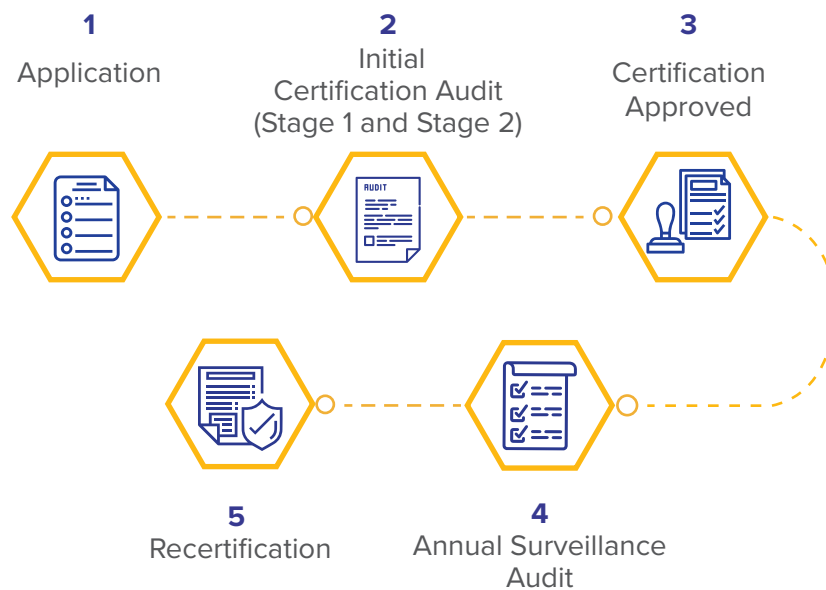 1
Application
2
Initial
Certification Audit
(Stage 1 and Stage 2)
3
Certification
Approved
AUDIT
4
Annual Surveillance
Audit
5
Recertification